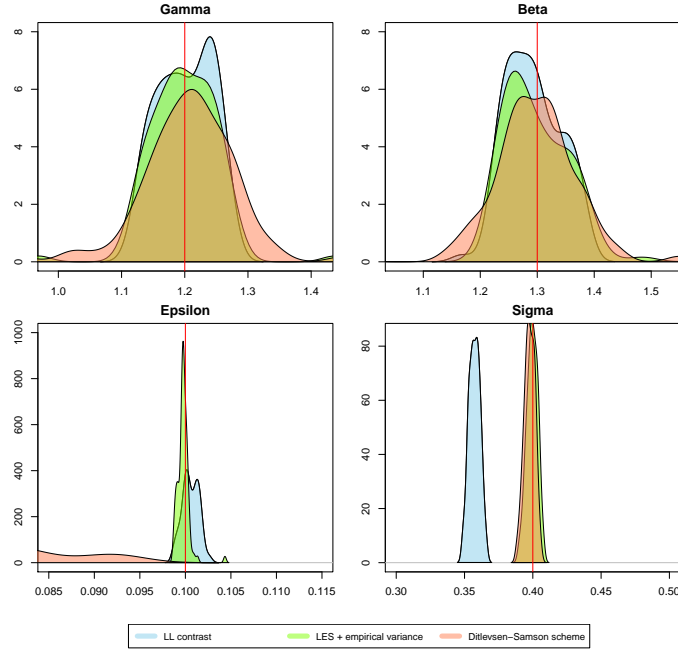 Gamma
Beta
0 2 4 6 8
1.0 1.1 1.2 1.3 1.4
0 2 4 6 8
1.1 1.2 1.3 1.4 1.5
Epsilon
Sigma
0 200 400 600 800 1000
0.085 0.090 0.095 0.100 0.105 0.110 0.115
0 20 40 60 80
0.30 0.35 0.40 0.45 0.50
LL contrast LES + empirical variance Ditlevsen−Samson scheme